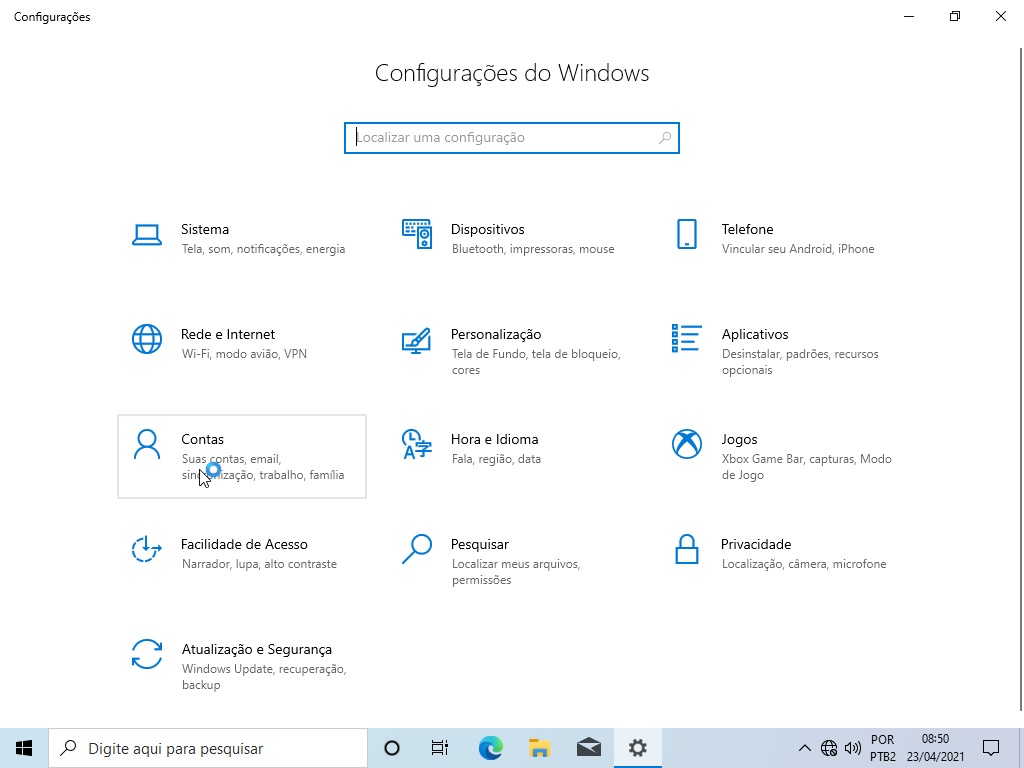 Configurações
Configurações do Windows
Localizar uma configuração
Sistema
Tela, som, notificações, energia
Dispositivos
Bluetooth, impressoras, mouse
Telefone
Vincular seu Android, iPhone
Rede e Internet
Wi-Fi, modo avião, VPN
Personalização
Tela de Fundo, tela de bloqueio,
cores
Aplicativos
Desinstalar, padrões, recursos
opcionais
Contas
Suas contas, email,
sincronização, trabalho, família
Hora e Idioma
Fala, região, data
Jogos
Xbox Game Bar, capturas, Modo
de Jogo
Facilidade de Acesso
Narrador, lupa, alto contraste
Pesquisar
Localizar meus arquivos,
permissões
Privacidade
Localização, câmera, microfone
Atualização e Segurança
Windows Update, recuperação,
backup
Digite aqui para pesquisar
POR
PTB2
08:50
23/04/2021